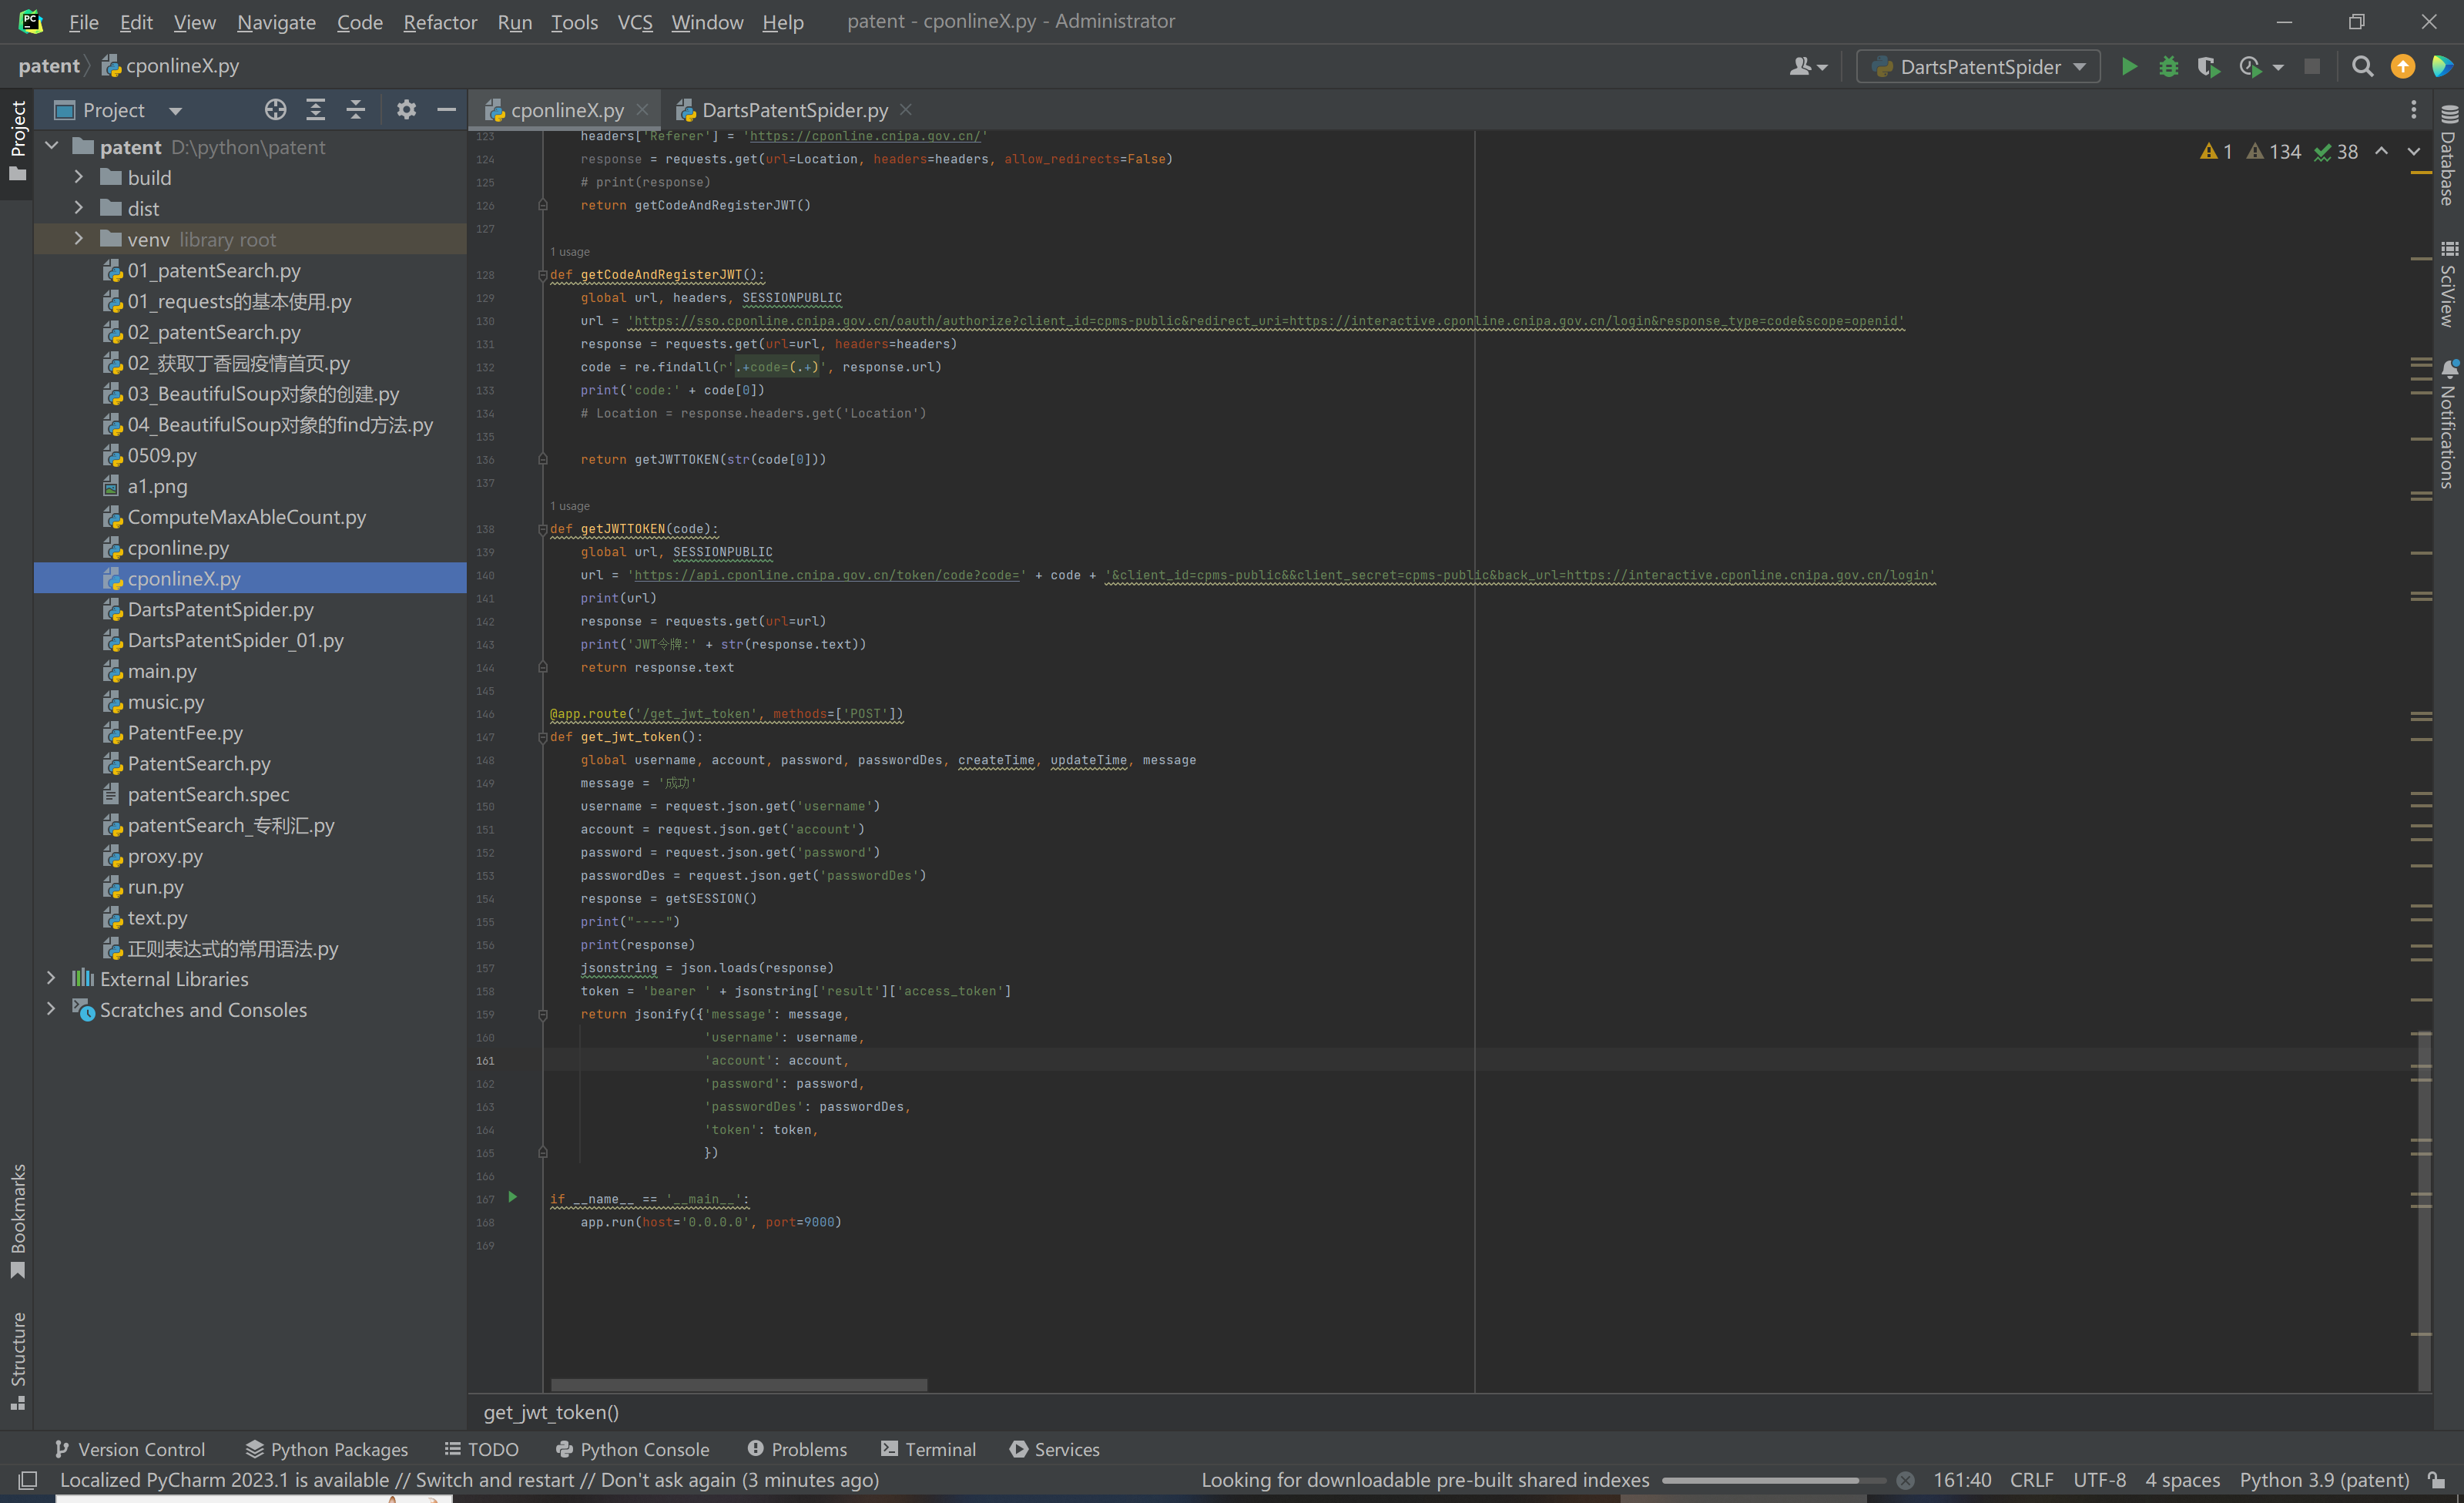 File Edit View Navigate Code Refactor Run Tools VCS Window Help patent - cponlineX.py - Administrator
patent cponlineX.py DartsPatentSpider
Project
Project
cponlineX.py DartsPatentSpider.py
patent D:\python\patent
build
dist
venv library root
01_patentSearch.py
01_requests的基本使用.py
02_patentSearch.py
02_获取丁香园疫情首页.py
03_BeautifulSoup对象的创建.py
04_BeautifulSoup对象的find方法.py
0509.py
a1.png
ComputeMaxAbleCount.py
cponline.py
cponlineX.py
DartsPatentSpider.py
DartsPatentSpider_01.py
main.py
music.py
PatentFee.py
PatentSearch.py
patentSearch.spec
patentSearch_专利汇.py
proxy.py
run.py
text.py
正则表达式的常用语法.py
External Libraries
Scratches and Consoles
1 134 38
123 headers['Referer'] = 'https://cponline.cnipa.gov.cn/'
124 response = requests.get(url=Location, headers=headers, allow_redirects=False)
125 # print(response)
126 return getCodeAndRegisterJWT()
127
1 usage
128 def getCodeAndRegisterJWT():
129 global url, headers, SESSIONPUBLIC
130 url = 'https://sso.cponline.cnipa.gov.cn/oauth/authorize?client_id=cpms-public&redirect_uri=https://interactive.cponline.cnipa.gov.cn/login&response_type=code&scope=openid'
131 response = requests.get(url=url, headers=headers)
132 code = re.findall(r'.+code=(.+)', response.url)
133 print('code:' + code[0])
134 # Location = response.headers.get('Location')
135
136 return getJWTTOKEN(str(code[0]))
137
1 usage
138 def getJWTTOKEN(code):
139 global url, SESSIONPUBLIC
140 url = 'https://api.cponline.cnipa.gov.cn/token/code?code=' + code + '&client_id=cpms-public&&client_secret=cpms-public&back_url=https://interactive.cponline.cnipa.gov.cn/login'
141 print(url)
142 response = requests.get(url=url)
143 print('JWT令牌:' + str(response.text))
144 return response.text
145
146 @app.route('/get_jwt_token', methods=['POST'])
147 def get_jwt_token():
148 global username, account, password, passwordDes, createTime, updateTime, message
149 message = '成功'
150 username = request.json.get('username')
151 account = request.json.get('account')
152 password = request.json.get('password')
153 passwordDes = request.json.get('passwordDes')
154 response = getSESSION()
155 print("----")
156 print(response)
157 jsonstring = json.loads(response)
158 token = 'bearer ' + jsonstring['result']['access_token']
159 return jsonify({'message': message,
160 'username': username,
161 'account': account,
162 'password': password,
163 'passwordDes': passwordDes,
164 'token': token,
165 })
166
167 if __name__ == '__main__':
168 app.run(host='0.0.0.0', port=9000)
169
get_jwt_token()
Database
SciView
Notifications
Bookmarks
Structure
Version Control Python Packages TODO Python Console Problems Terminal Services
Localized PyCharm 2023.1 is available // Switch and restart // Don't ask again (3 minutes ago) Looking for downloadable pre-built shared indexes 161:40 CRLF UTF-8 4 spaces Python 3.9 (patent)